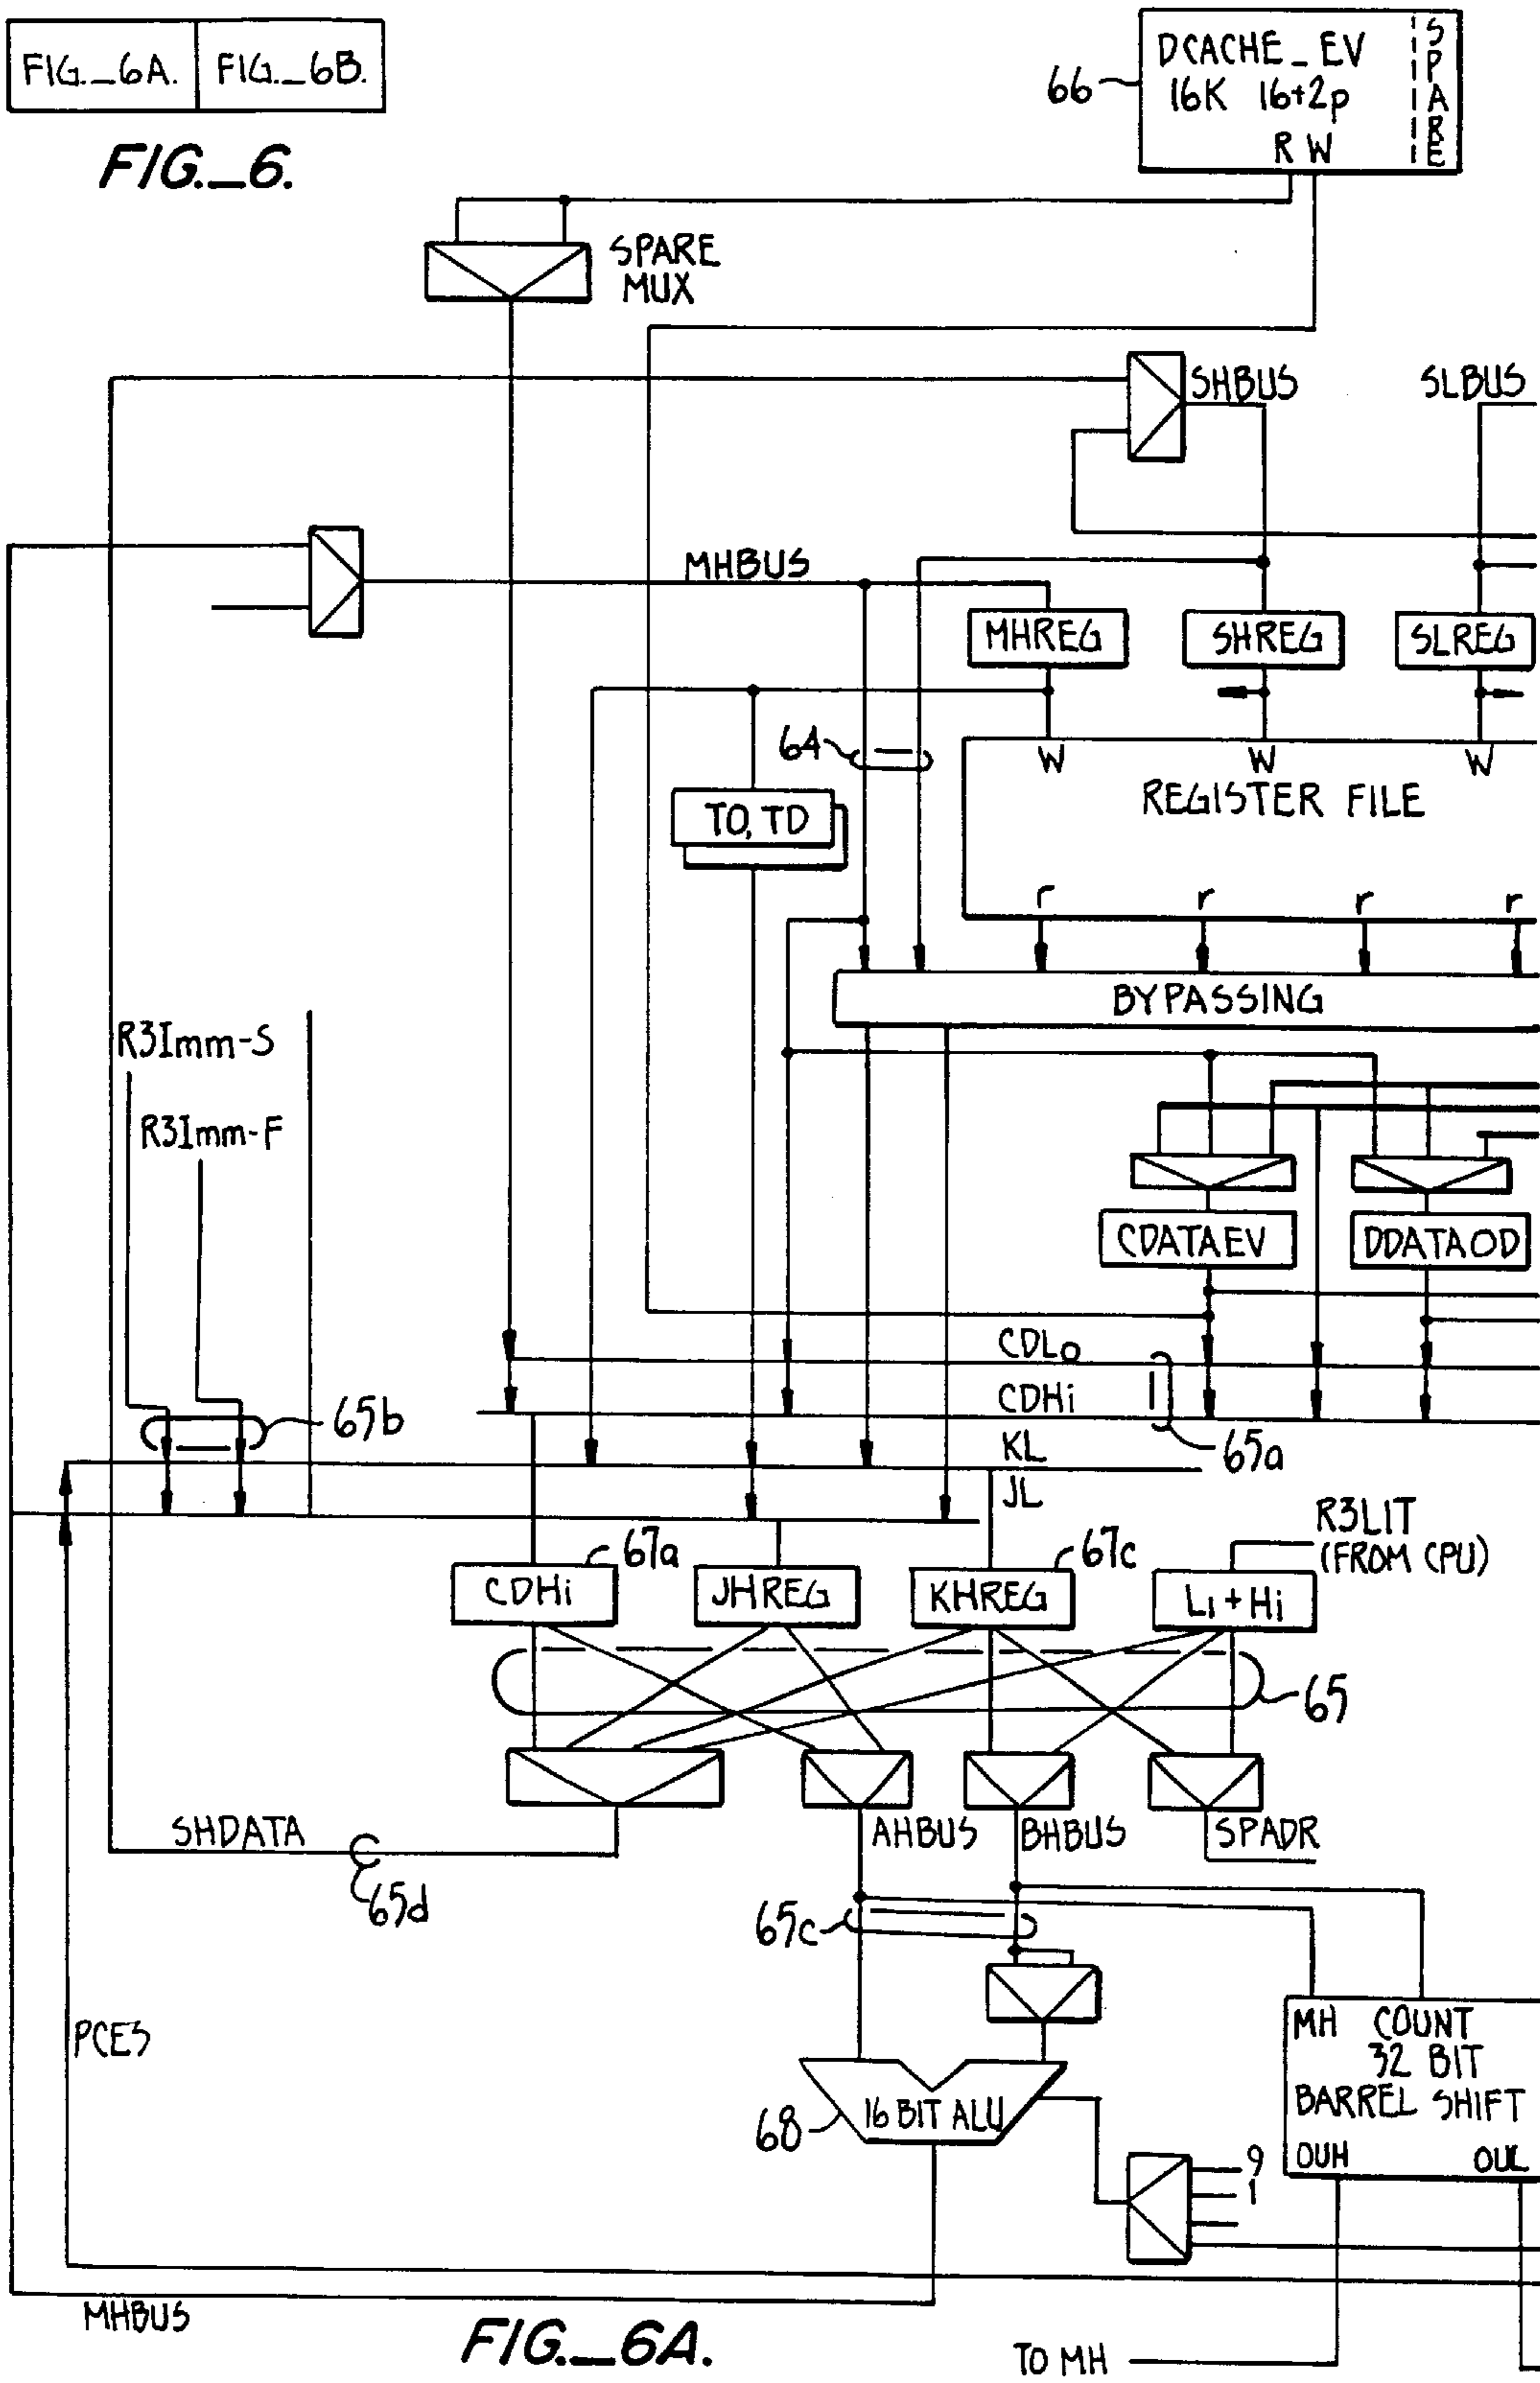 FIG._6A. FIG._6B.
FIG._6.
DCACHE_EV
16K 16+2p
R W
SPARE
66
SPARE
MUX
SHBUS
SLBUS
MHBUS
MHREG
SHREG
SLREG
64
W
W
W
REGISTER FILE
TO, TD
r
r
r
r
BYPASSING
R3Imm-S
R3Imm-F
CDATAEV
DDATAOD
CDLo
CDHi
65b
65a
KL
JL
R3LIT
(FROM CPU)
67a
67c
CDHi
JHREG
KHREG
Li+Hi
65
SHDATA
AHBUS
BHBUS
SPADR
65d
65c
PCES
MH COUNT
32 BIT
BARREL SHIFT
OUH OUL
16 BIT ALU
68
9
1
MHBUS
FIG._6A.
TO MH